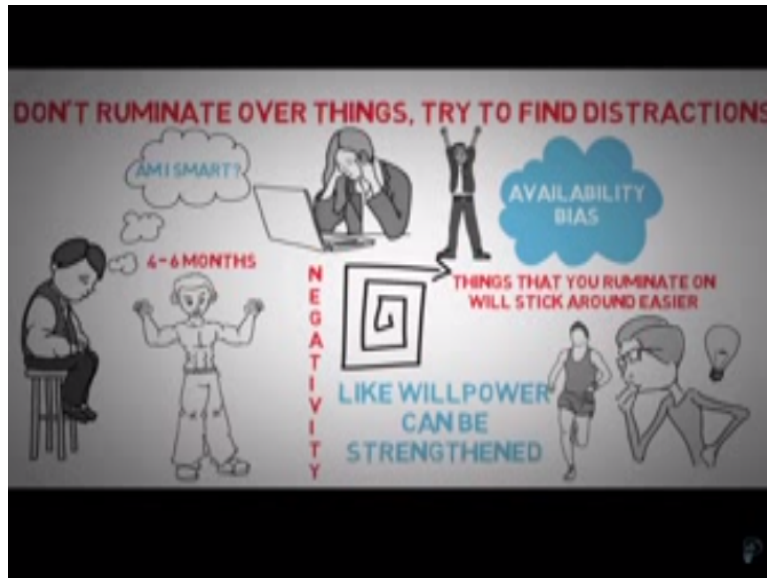 DON'T RUMINATE OVER THINGS, TRY TO FIND DISTRACTIONS
AM I SMART?
AVAILABILITY
BIAS
4-6 MONTHS
NEGATIVITY
THINGS THAT YOU RUMINATE ON
WILL STICK AROUND EASIER
LIKE WILLPOWER
CAN BE
STRENGTHENED